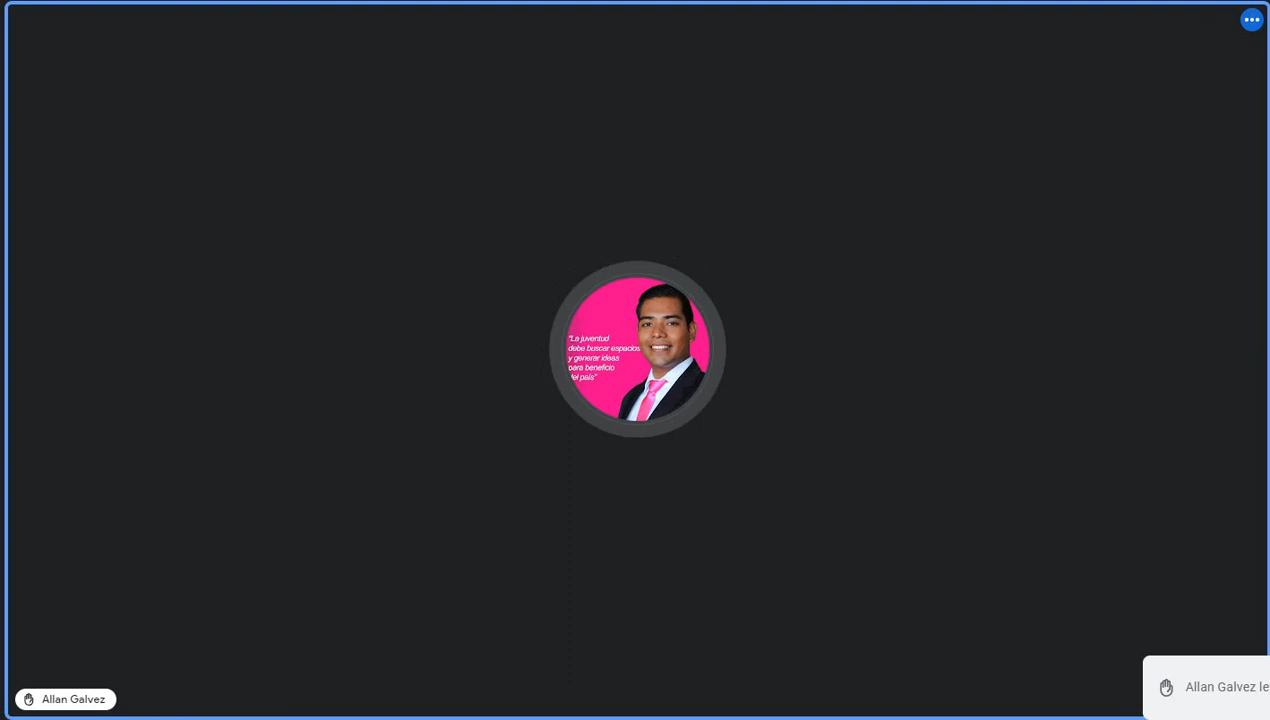 "La juventud
debe buscar espacios
y generar ideas
para beneficio
del país"
Allan Galvez
Allan Galvez le